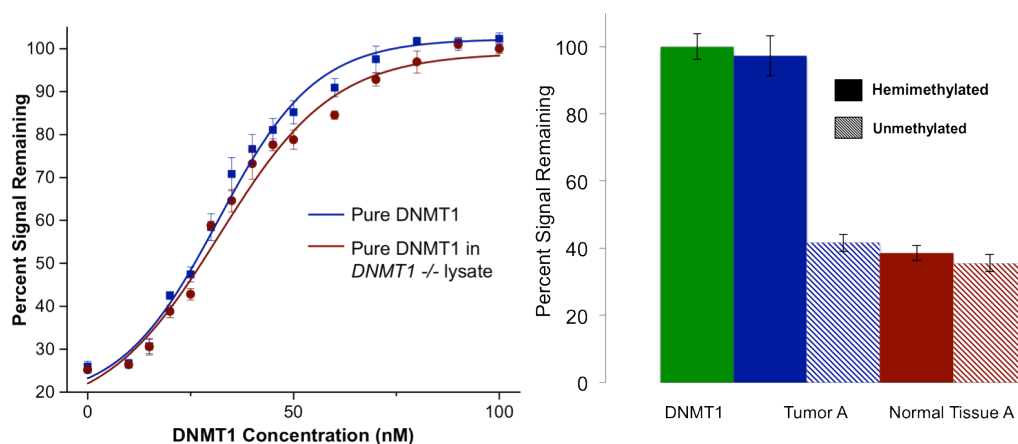 Percent Signal Remaining
100
90
80
70
60
50
40
30
20
0
50
100
DNMT1 Concentration (nM)
Pure DNMT1
Pure DNMT1 in
DNMT1 -/- lysate
Percent Signal Remaining
100
80
60
40
20
0
Hemimethylated
Unmethylated
DNMT1
Tumor A
Normal Tissue A